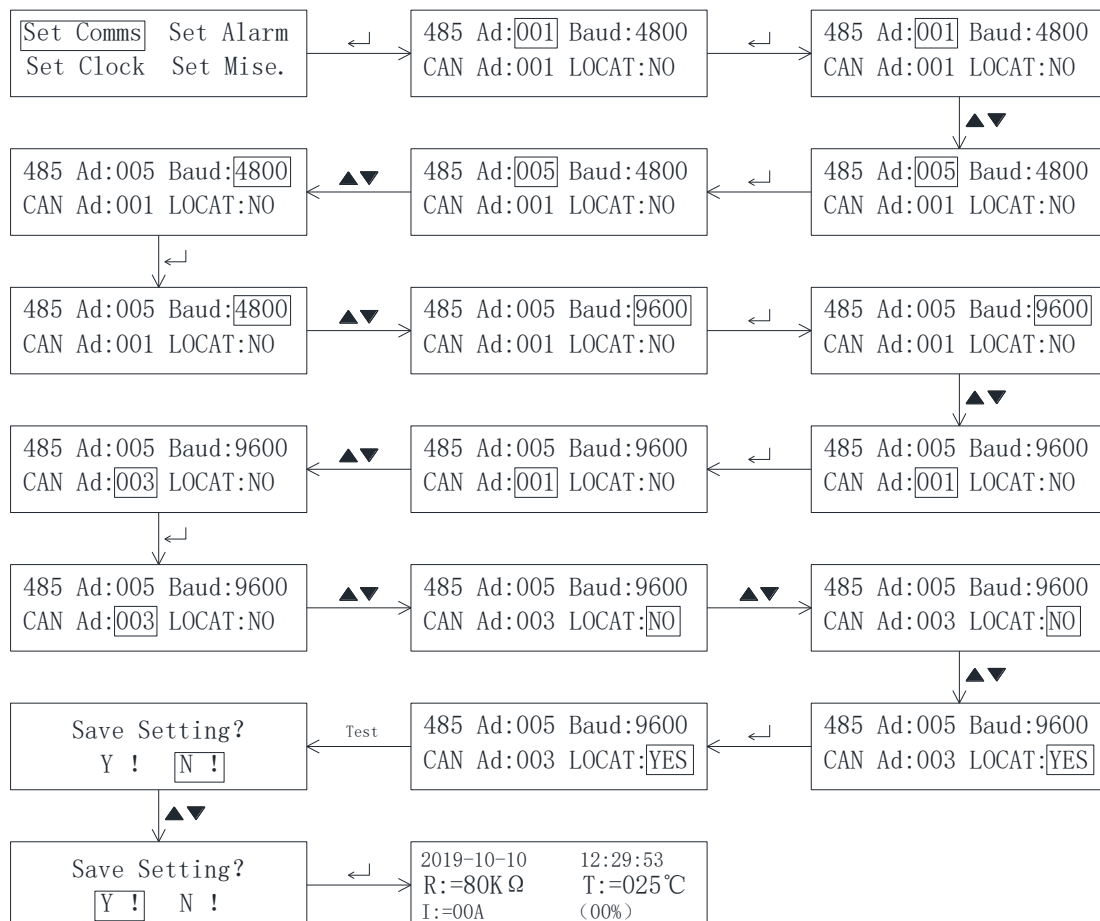 Set Comms Set Alarm
Set Clock Set Mise.
485 Ad:001 Baud:4800
CAN Ad:001 LOCAT:NO
485 Ad:001 Baud:4800
CAN Ad:001 LOCAT:NO
485 Ad:005 Baud:4800
CAN Ad:001 LOCAT:NO
485 Ad:005 Baud:4800
CAN Ad:001 LOCAT:NO
485 Ad:005 Baud:4800
CAN Ad:001 LOCAT:NO
485 Ad:005 Baud:4800
CAN Ad:001 LOCAT:NO
485 Ad:005 Baud:9600
CAN Ad:001 LOCAT:NO
485 Ad:005 Baud:9600
CAN Ad:001 LOCAT:NO
485 Ad:005 Baud:9600
CAN Ad:003 LOCAT:NO
485 Ad:005 Baud:9600
CAN Ad:001 LOCAT:NO
485 Ad:005 Baud:9600
CAN Ad:001 LOCAT:NO
485 Ad:005 Baud:9600
CAN Ad:003 LOCAT:NO
485 Ad:005 Baud:9600
CAN Ad:003 LOCAT:NO
485 Ad:005 Baud:9600
CAN Ad:003 LOCAT:NO
Save Setting?
Y ! N !
Test
485 Ad:005 Baud:9600
CAN Ad:003 LOCAT:YES
485 Ad:005 Baud:9600
CAN Ad:003 LOCAT:YES
Save Setting?
Y ! N !
2019-10-10 12:29:53
R:=80KΩ T:=025℃
I:=00A (00%)